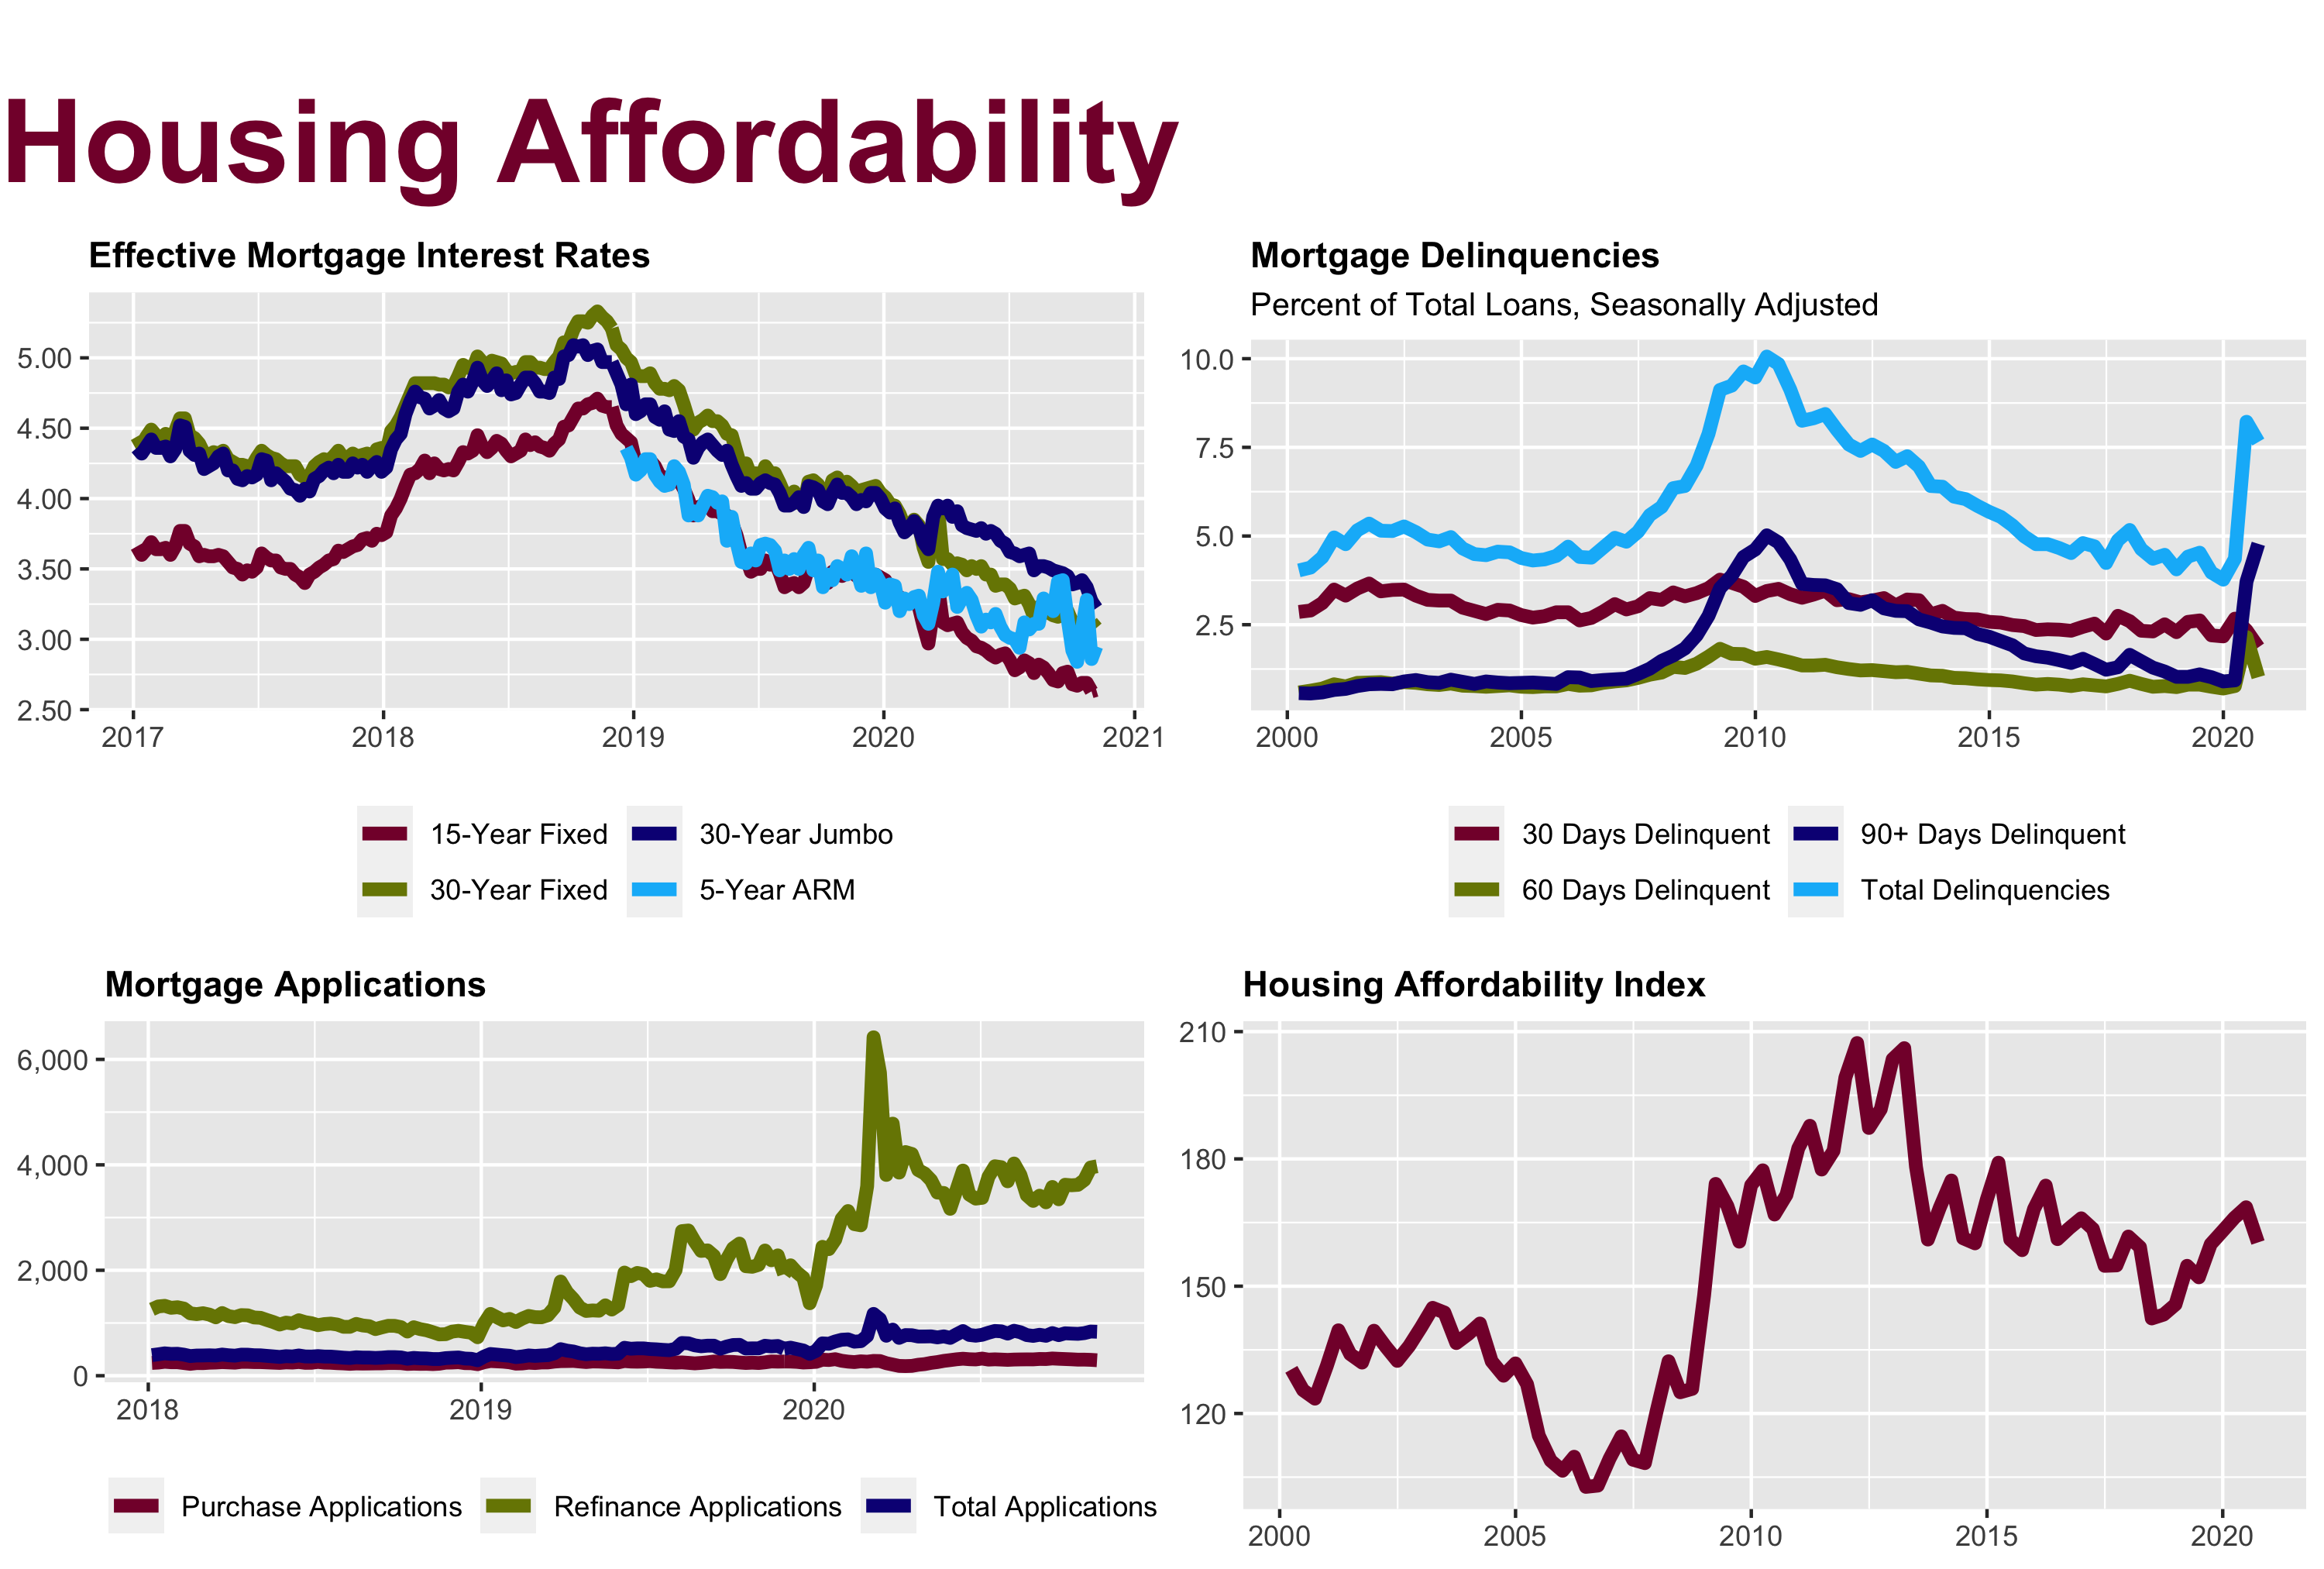 Housing Affordability
Effective Mortgage Interest Rates
5.00
4.50
4.00
3.50
3.00
2.50
2017 2018 2019 2020 2021
15-Year Fixed 30-Year Jumbo
30-Year Fixed 5-Year ARM
Mortgage Delinquencies
Percent of Total Loans, Seasonally Adjusted
10.0
7.5
5.0
2.5
2000 2005 2010 2015 2020
30 Days Delinquent 90+ Days Delinquent
60 Days Delinquent Total Delinquencies
Mortgage Applications
6,000
4,000
2,000
0
2018 2019 2020
Purchase Applications Refinance Applications Total Applications
Housing Affordability Index
210
180
150
120
2000 2005 2010 2015 2020